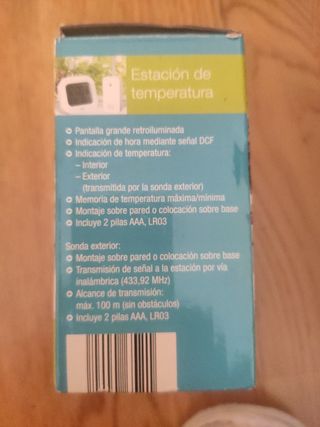 Estación de
temperatura
Pantalla grande retroiluminada
Indicación de hora mediante señal DCF
Indicación de temperatura:
– Interior
– Exterior
(transmitida por la sonda exterior)
Memoria de temperatura máxima/mínima
Montaje sobre pared o colocación sobre base
Incluye 2 pilas AAA, LR03
Sonda exterior:
Montaje sobre pared o colocación sobre base
Transmisión de señal a la estación por vía
inalámbrica (433,92 MHz)
Alcance de transmisión:
máx. 100 m (sin obstáculos)
Incluye 2 pilas AAA, LR03